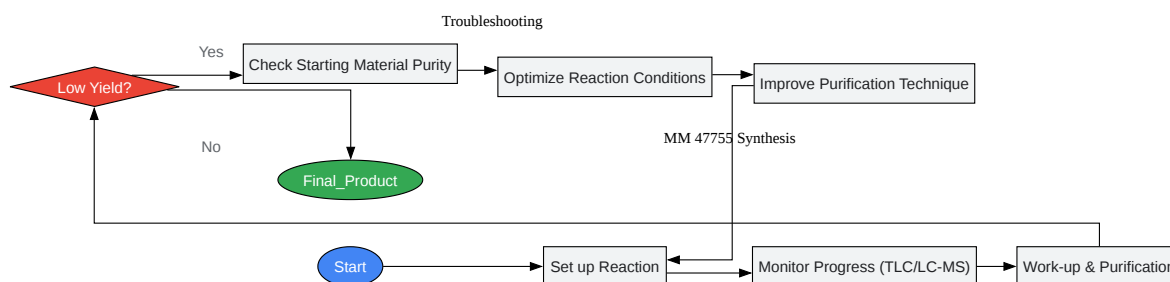 Troubleshooting
Yes
Check Starting Material Purity
Low Yield?
Optimize Reaction Conditions
Improve Purification Technique
No
MM 47755 Synthesis
Final_Product
Start
Set up Reaction
Monitor Progress (TLC/LC-MS)
Work-up & Purification